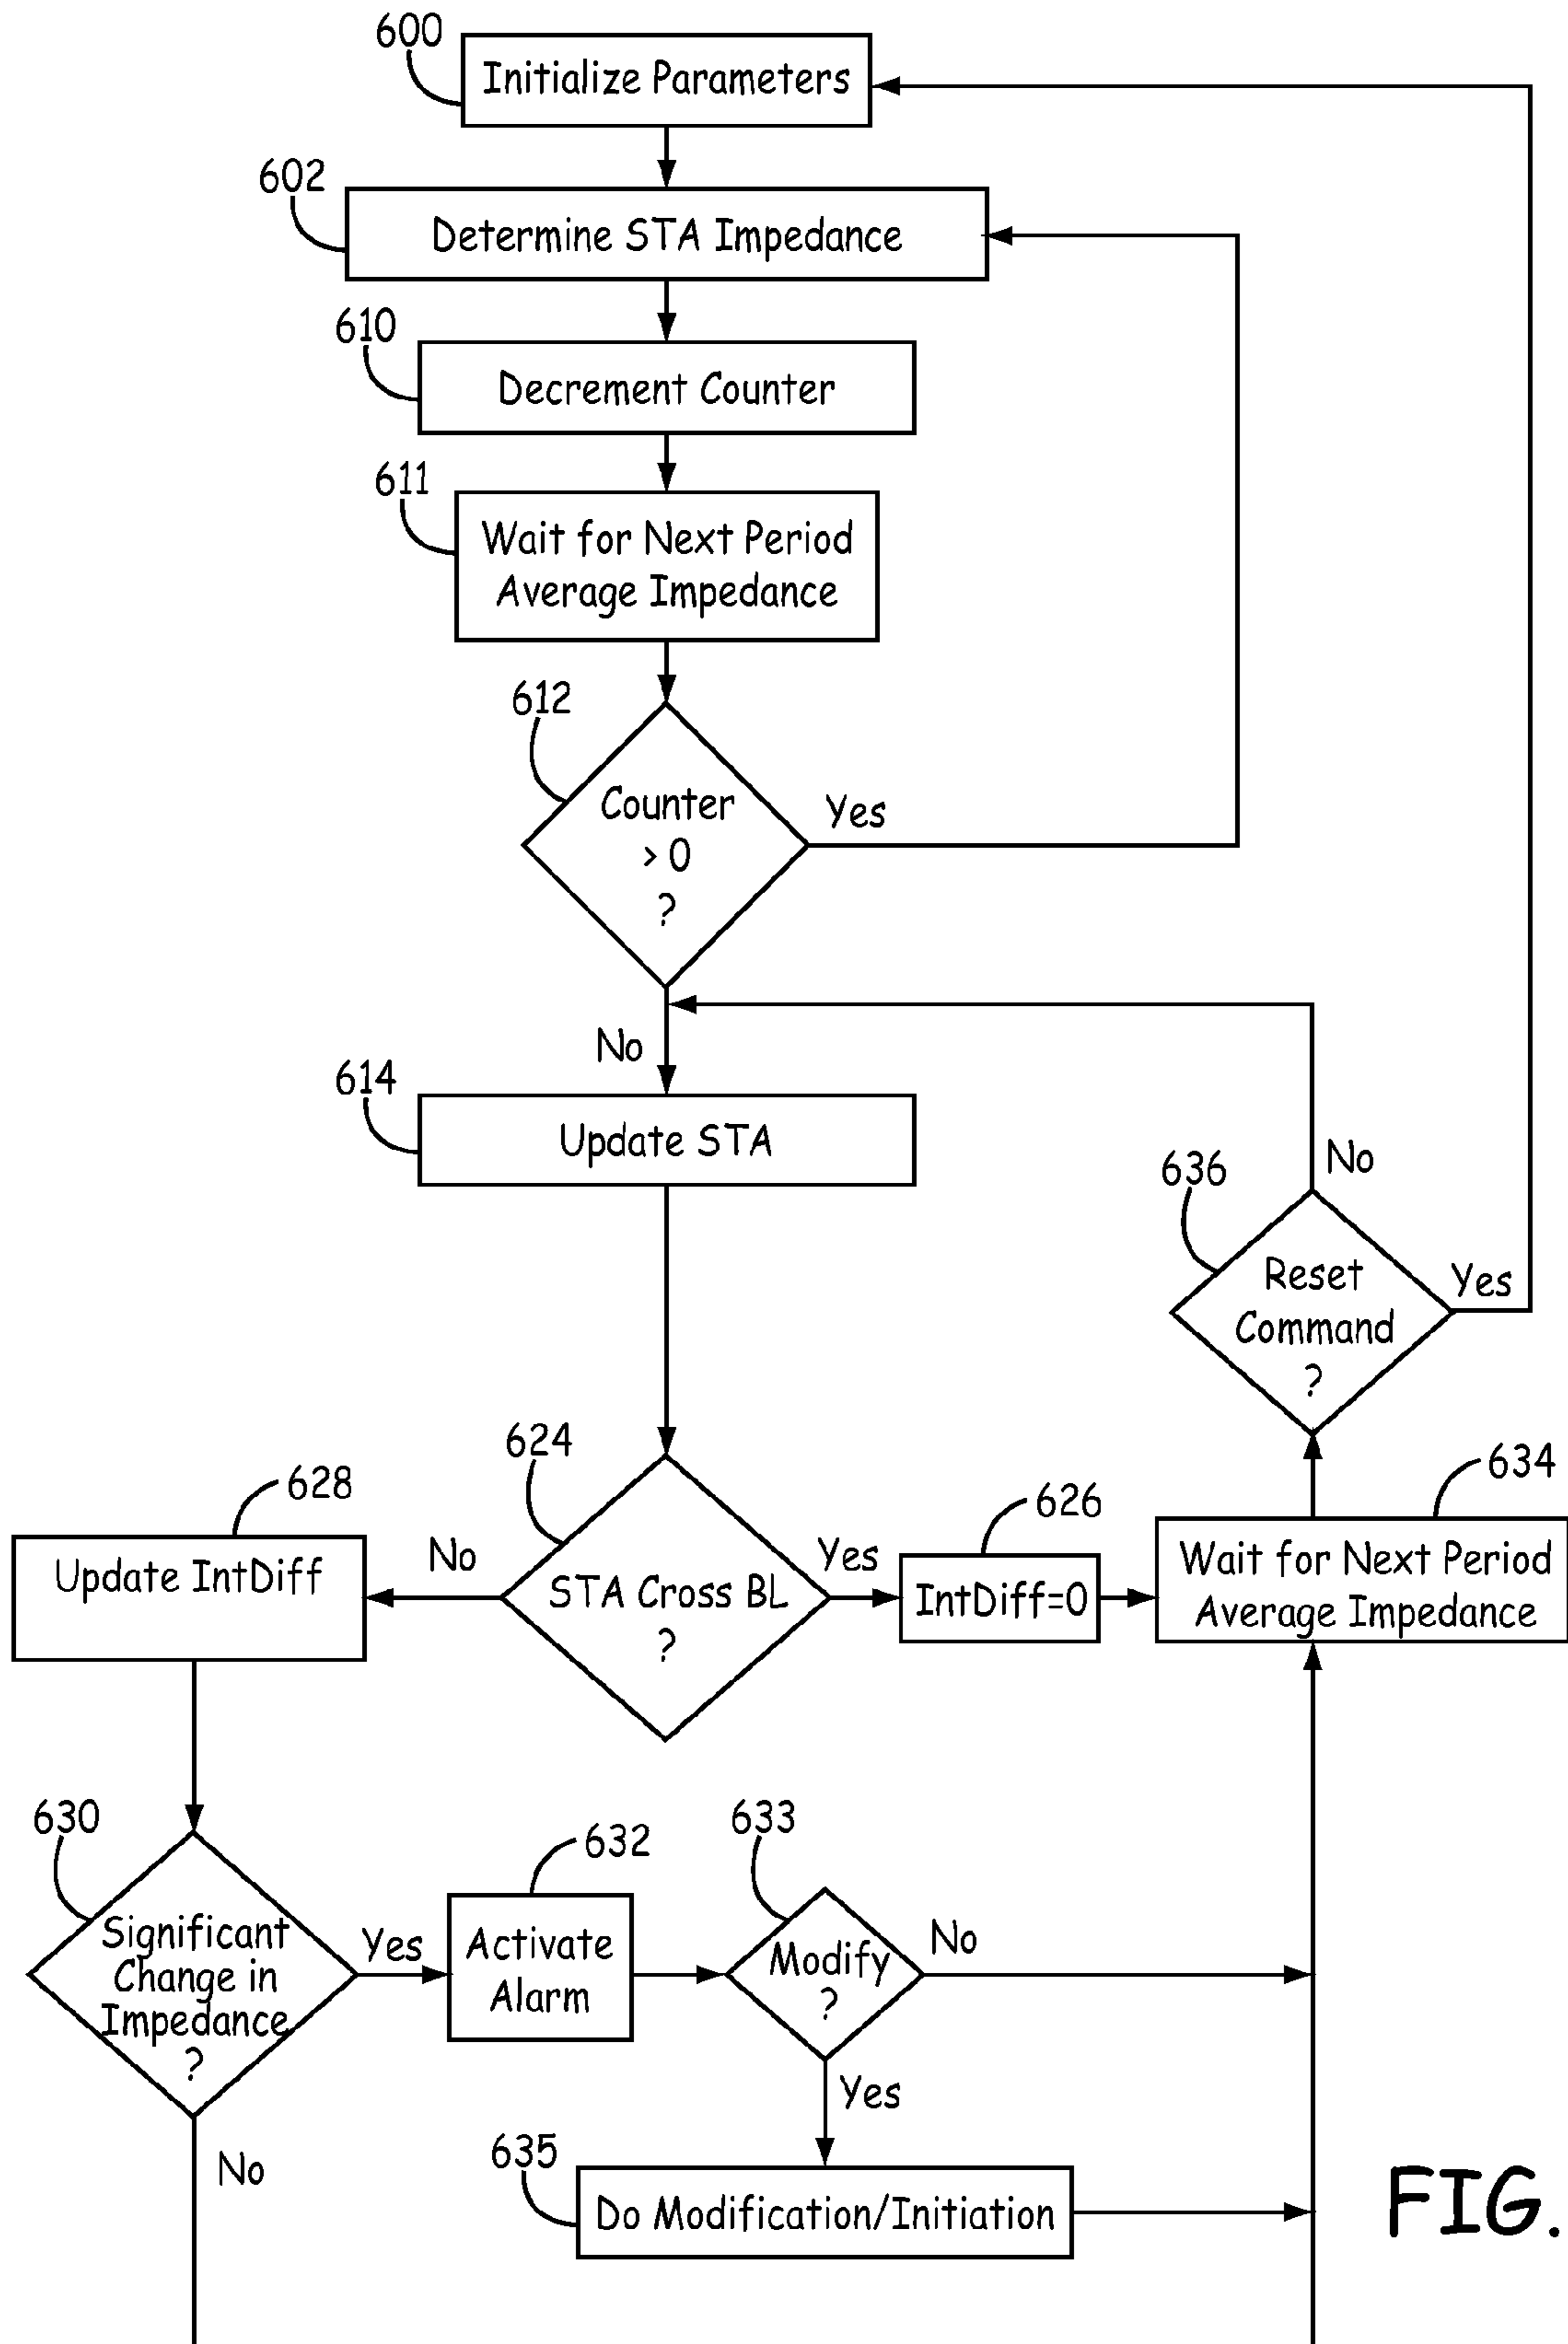 600
Initialize Parameters
602
Determine STA Impedance
610
Decrement Counter
611
Wait for Next Period
Average Impedance
612
Counter
> 0
?
Yes
No
614
Update STA
636
No
Reset
Command
?
Yes
624
STA Cross BL
?
No
Yes
628
Update IntDiff
626
IntDiff=0
634
Wait for Next Period
Average Impedance
630
Significant
Change in
Impedance
?
Yes
No
632
Activate
Alarm
633
Modify
?
No
Yes
635
Do Modification/Initiation
FIG.